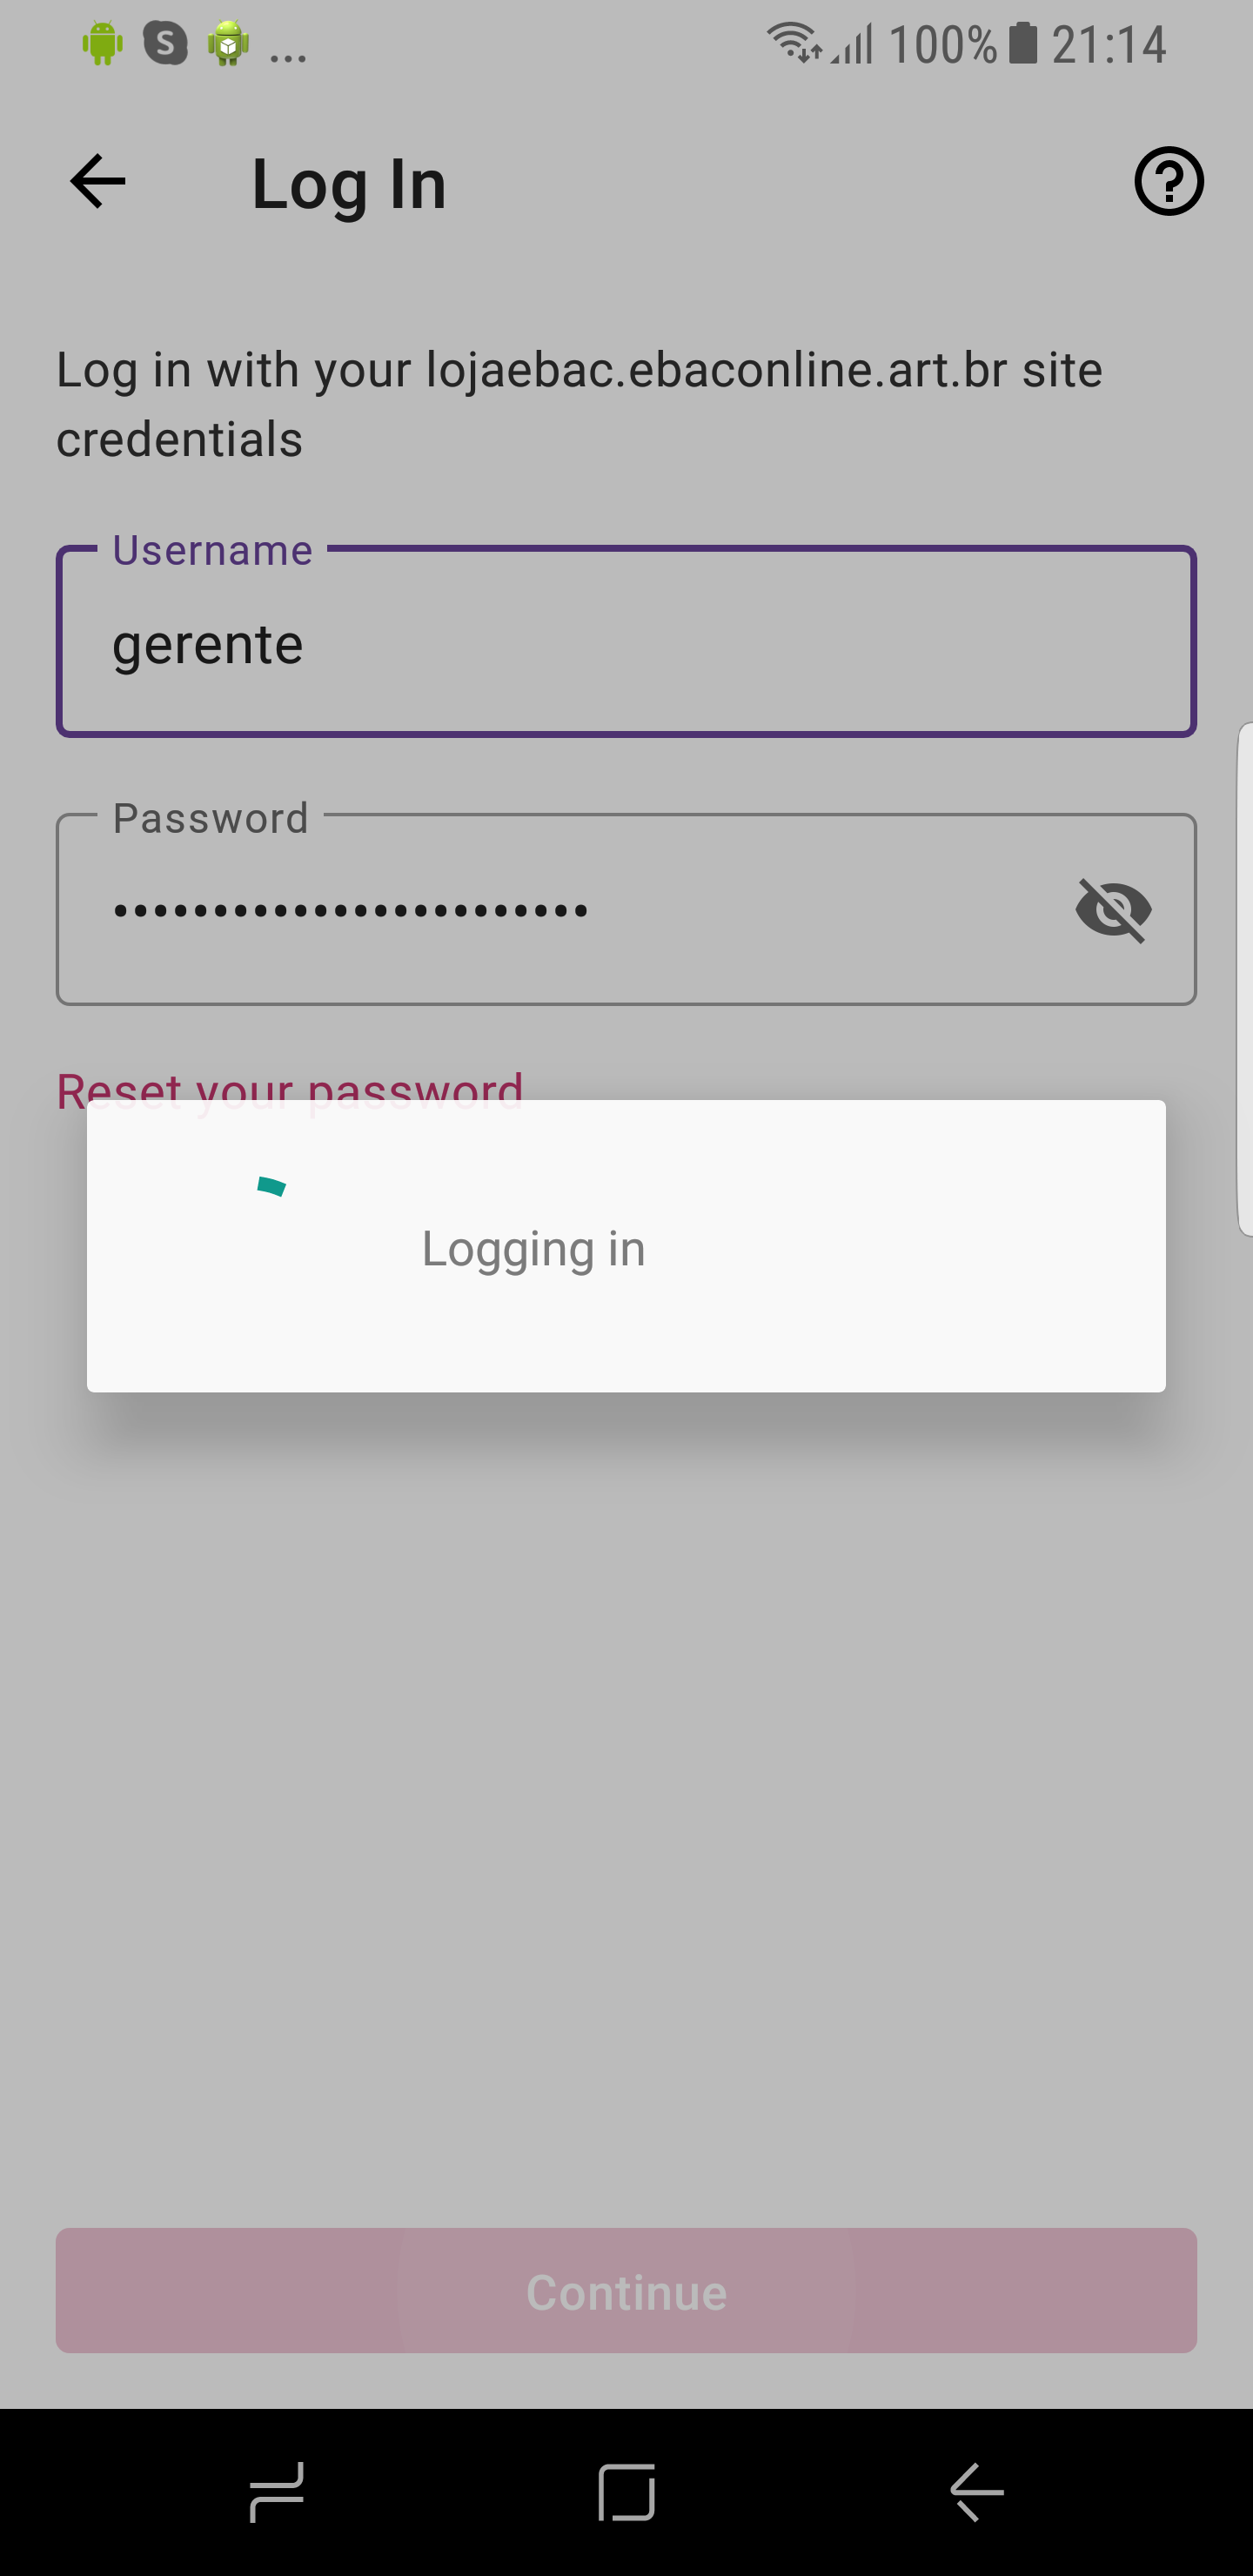 S ... 100% 21:14
Log In
Log in with your lojaebac.ebaconline.art.br site
credentials
Username
gerente
Password
••••••••••••••••••••••••
Reset your password
Logging in
Continue